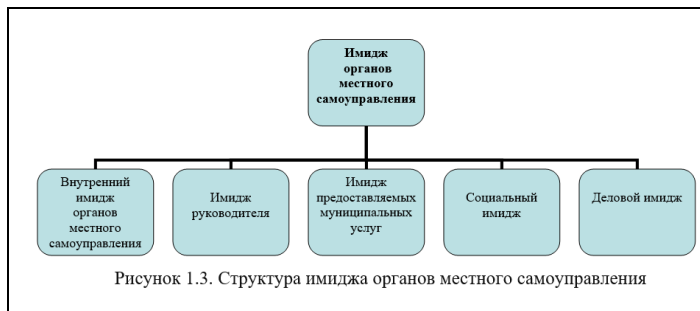 Имидж
органов
местного
самоуправления
Внутренний
имидж
органов
местного
самоуправления
Имидж
руководителя
Имидж
предоставляемых
муниципальных
услуг
Социальный
имидж
Деловой имидж
Рисунок 1.3. Структура имиджа органов местного самоуправления